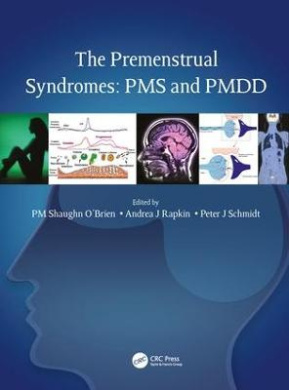 The Premenstrual
Syndromes: PMS and PMDD
Edited by
PM Shaughn O'Brien • Andrea J Rapkin • Peter J Schmidt
CRC
CRC Press
Taylor & Francis Group